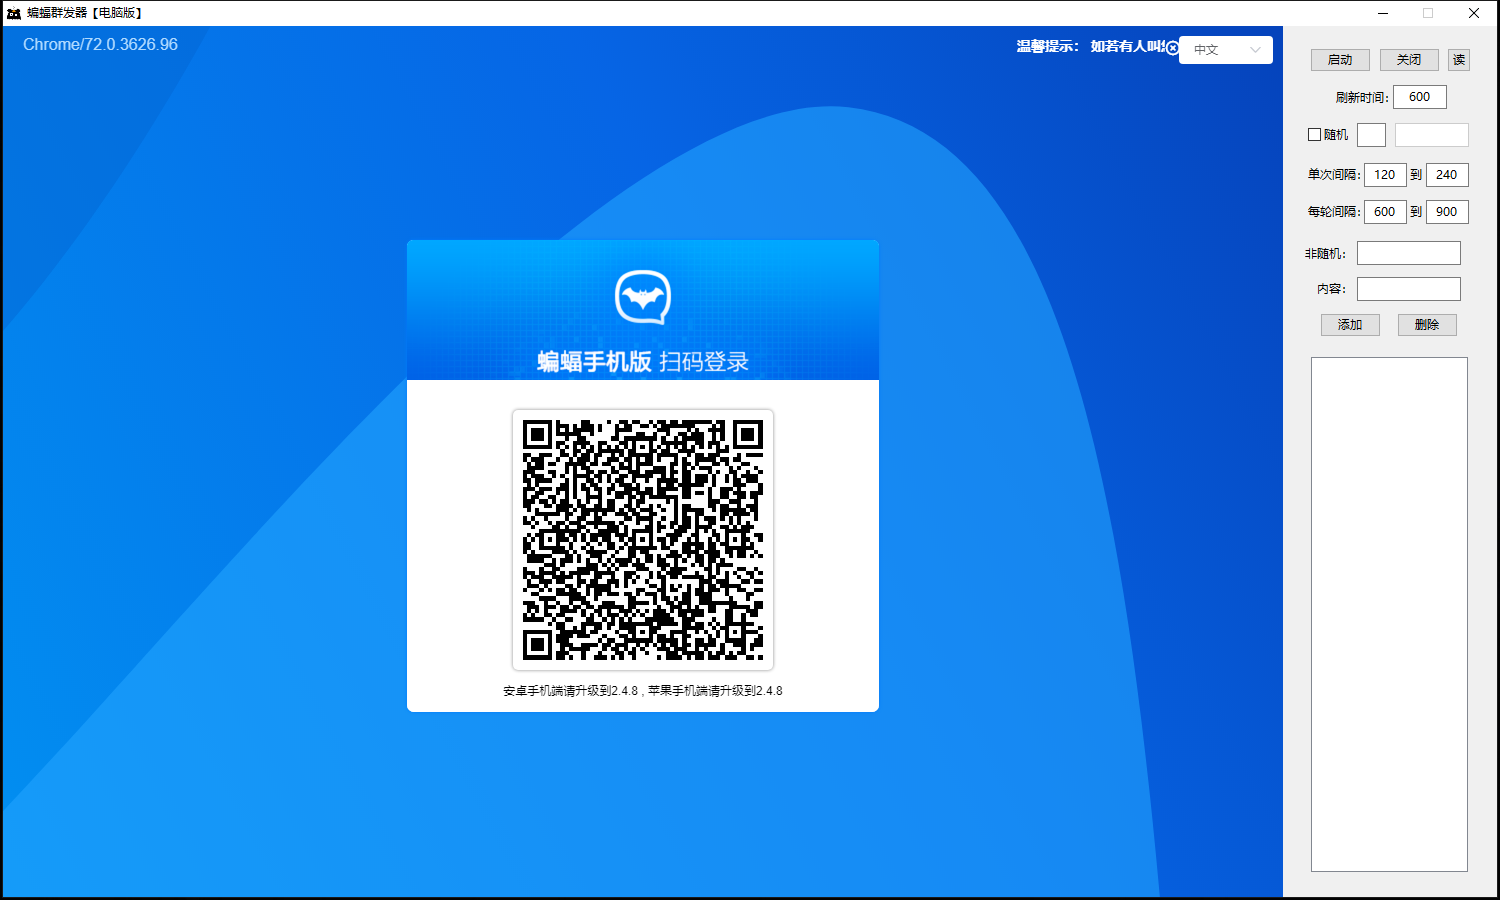 蝙蝠群发器【电脑版】
Chrome/72.0.3626.96
温馨提示： 如若有人叫
中文
启动 关闭 读
刷新时间: 600
随机
单次间隔: 120 到 240
每轮间隔: 600 到 900
非随机:
内容:
添加 删除
蝙蝠手机版 扫码登录
安卓手机端请升级到2.4.8 , 苹果手机端请升级到2.4.8